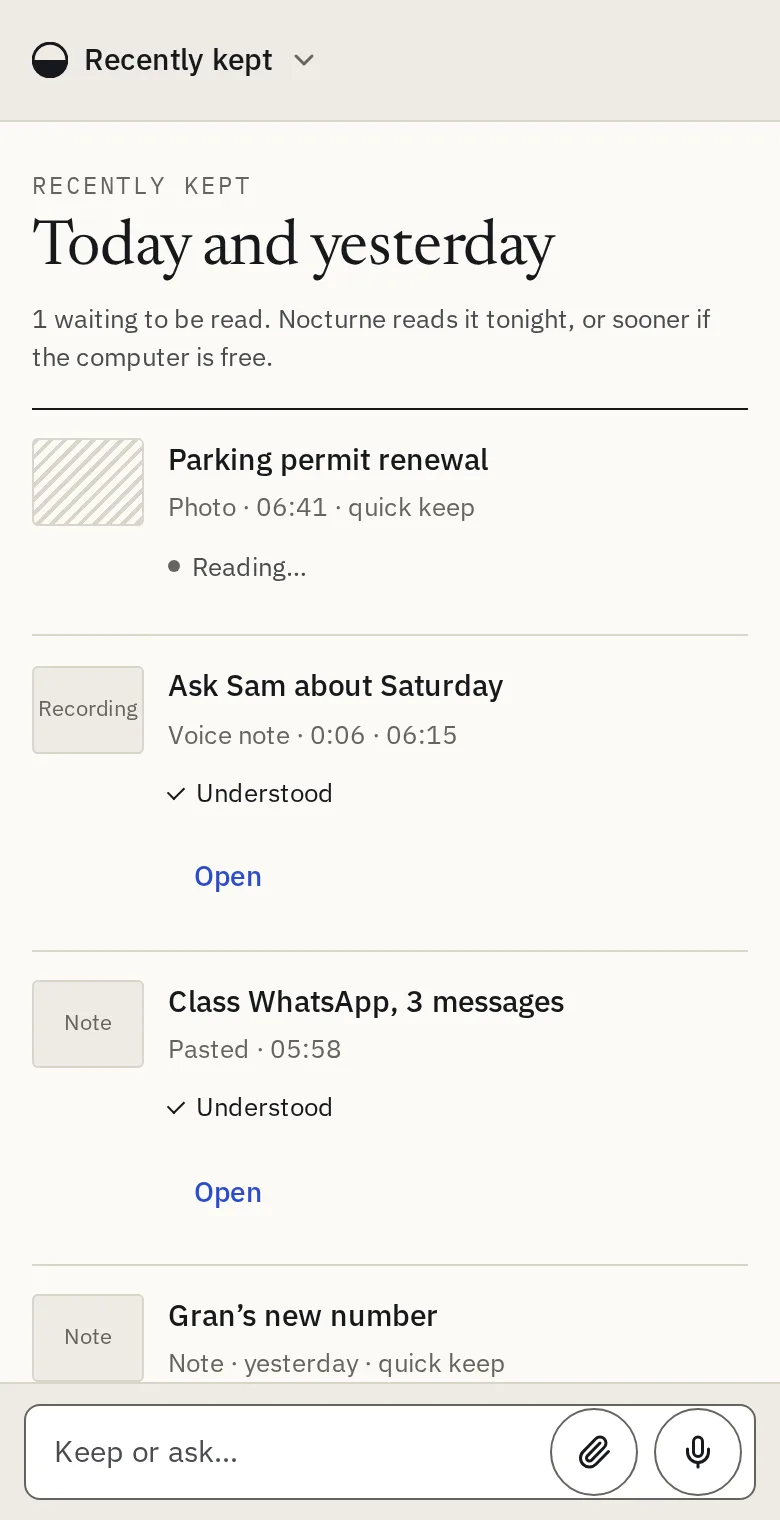 Recently kept
RECENTLY KEPT
Today and yesterday
1 waiting to be read. Nocturne reads it tonight, or sooner if
the computer is free.
Parking permit renewal
Photo · 06:41 · quick keep
Reading…
Recording
Ask Sam about Saturday
Voice note · 0:06 · 06:15
Understood
Open
Note
Class WhatsApp, 3 messages
Pasted · 05:58
Understood
Open
Note
Gran’s new number
Note · yesterday · quick keep
Keep or ask…